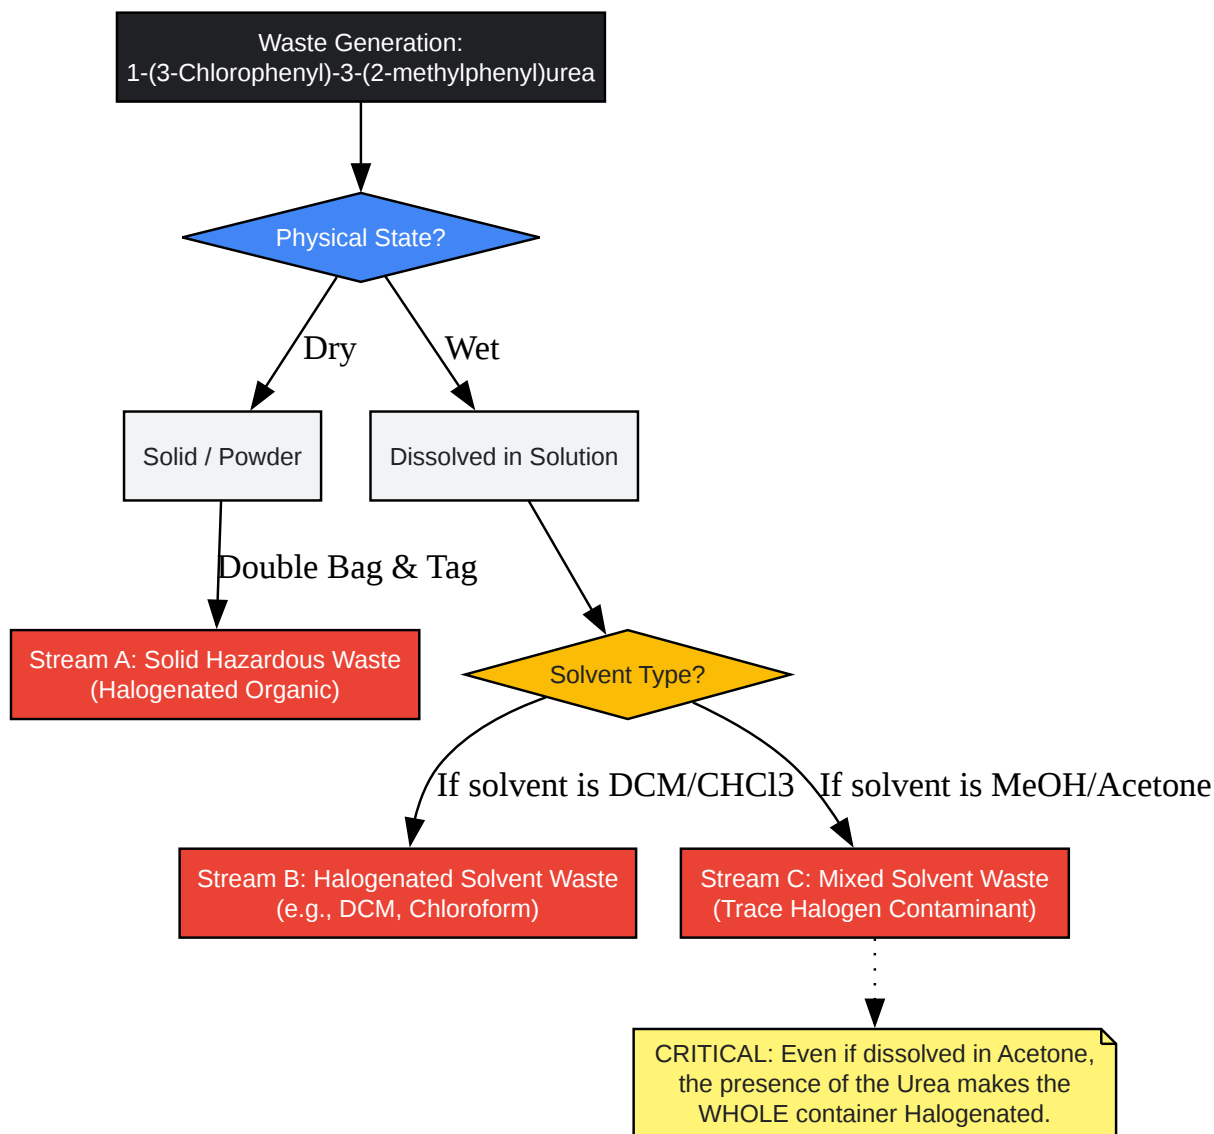 Waste Generation:
1-(3-Chlorophenyl)-3-(2-methylphenyl)urea
Physical State?
Dry
Wet
Solid / Powder
Dissolved in Solution
Double Bag & Tag
Stream A: Solid Hazardous Waste
(Halogenated Organic)
Solvent Type?
If solvent is DCM/CHCl3
If solvent is MeOH/Acetone
Stream B: Halogenated Solvent Waste
(e.g., DCM, Chloroform)
Stream C: Mixed Solvent Waste
(Trace Halogen Contaminant)
CRITICAL: Even if dissolved in Acetone,
the presence of the Urea makes the
WHOLE container Halogenated.